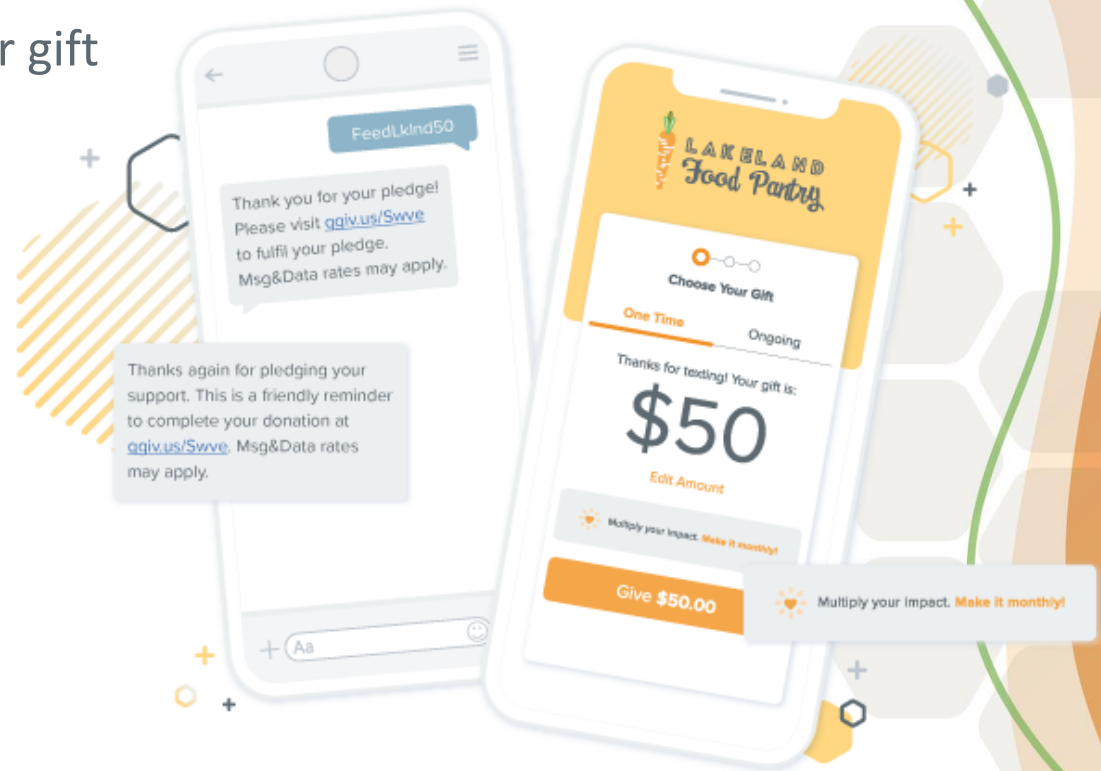 r gift
FeedLklnd50
Thank you for your pledge!
Please visit qgiv.us/Swve
to fulfil your pledge.
Msg&Data rates may apply.
Thanks again for pledging your
support. This is a friendly reminder
to complete your donation at
qgiv.us/Swve. Msg&Data rates
may apply.
Aa
LAKELAND
Food Pantry
Choose Your Gift
One Time
Ongoing
Thanks for texting! Your gift is:
$50
Edit Amount
Multiply your impact. Make it monthly!
Give $50.00
Multiply your impact. Make it monthly!